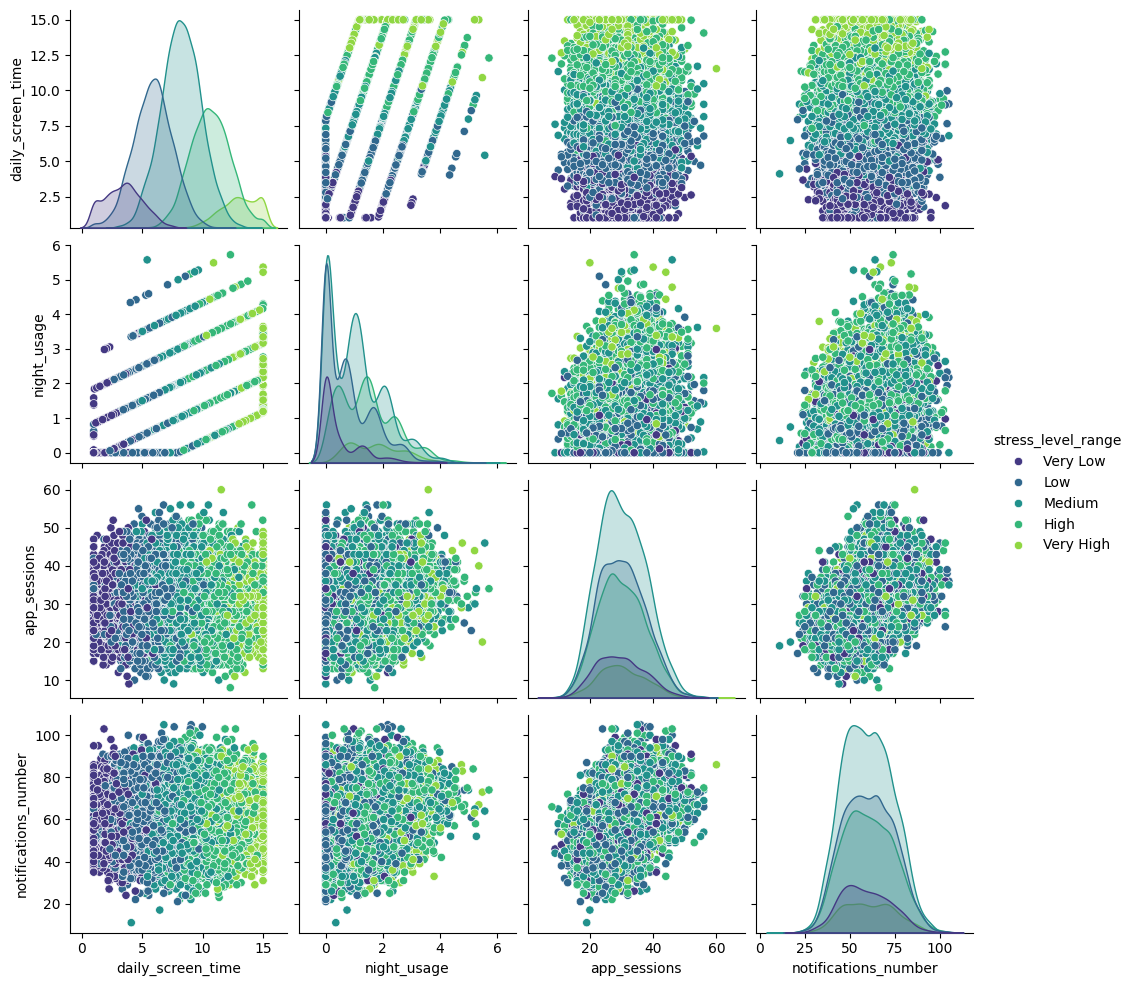 daily_screen_time
15.0
12.5
10.0
7.5
5.0
2.5
night_usage
6
5
4
3
2
1
0
app_sessions
60
50
40
30
20
10
notifications_number
100
80
60
40
20
0 5 10 15
0 2 4 6
20 40 60
0 25 50 75 100
daily_screen_time
night_usage
app_sessions
notifications_number
stress_level_range
Very Low
Low
Medium
High
Very High